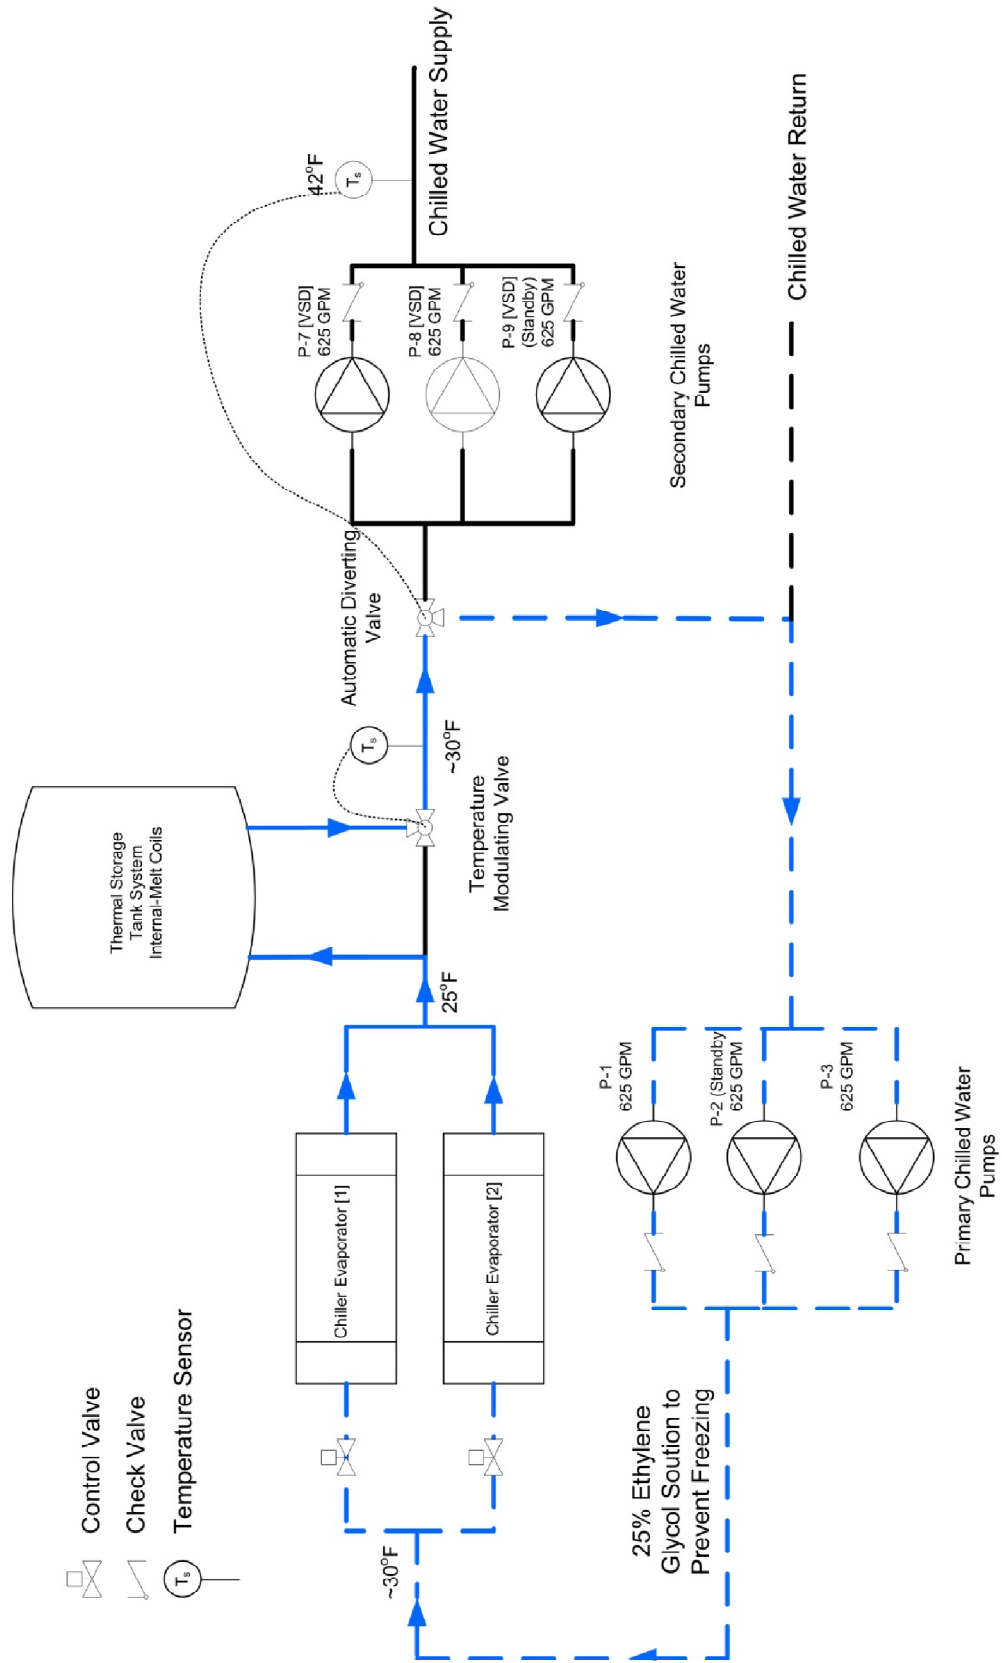 Control Valve
Check Valve
Ts
Temperature Sensor
~30°F
Chiller Evaporator [1]
Chiller Evaporator [2]
25°F
Thermal Storage
Tank System
Internal-Melt Coils
Temperature
Modulating Valve
Ts
~30°F
Automatic Diverting
Valve
P-7 [VSD]
625 GPM
P-8 [VSD]
625 GPM
P-9 [VSD]
(Standby)
625 GPM
Secondary Chilled Water
Pumps
42°F
Ts
Chilled Water Supply
Chilled Water Return
25% Ethylene
Glycol Soution to
Prevent Freezing
P-1
625 GPM
P-2 (Standby
625 GPM
P-3
625 GPM
Primary Chilled Water
Pumps